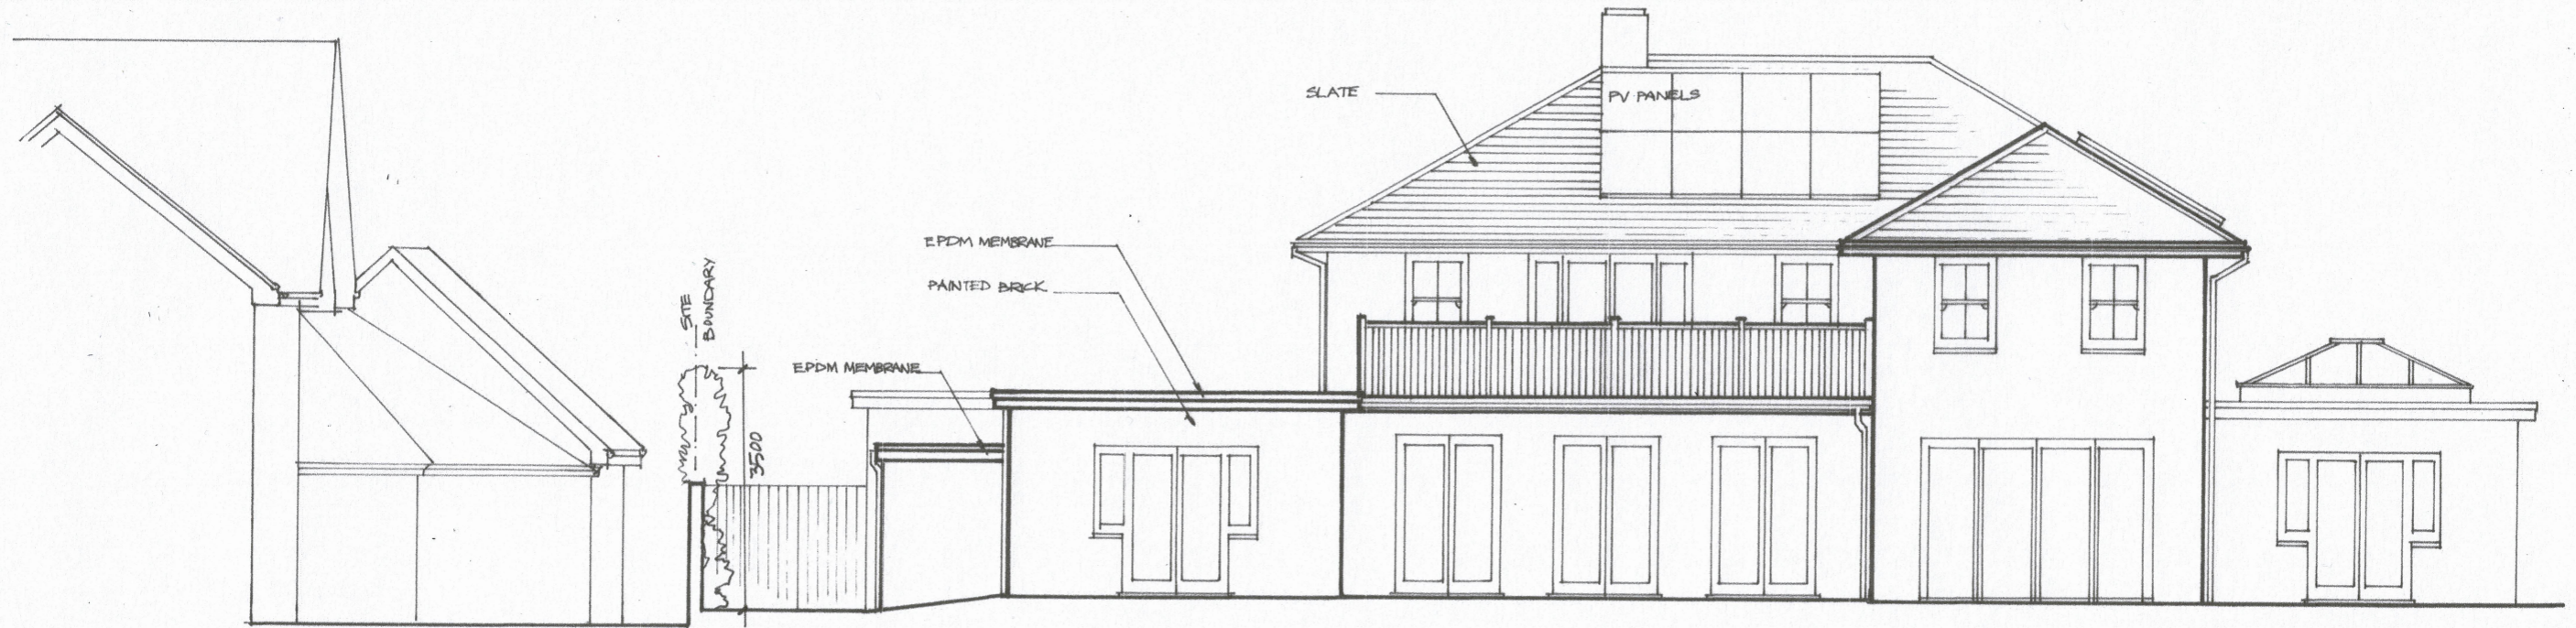 SLATE
PV PANELS
EPDM MEMBRANE
PAINTED BRICK
SITE
BOUNDARY
EPDM MEMBRANE
3500